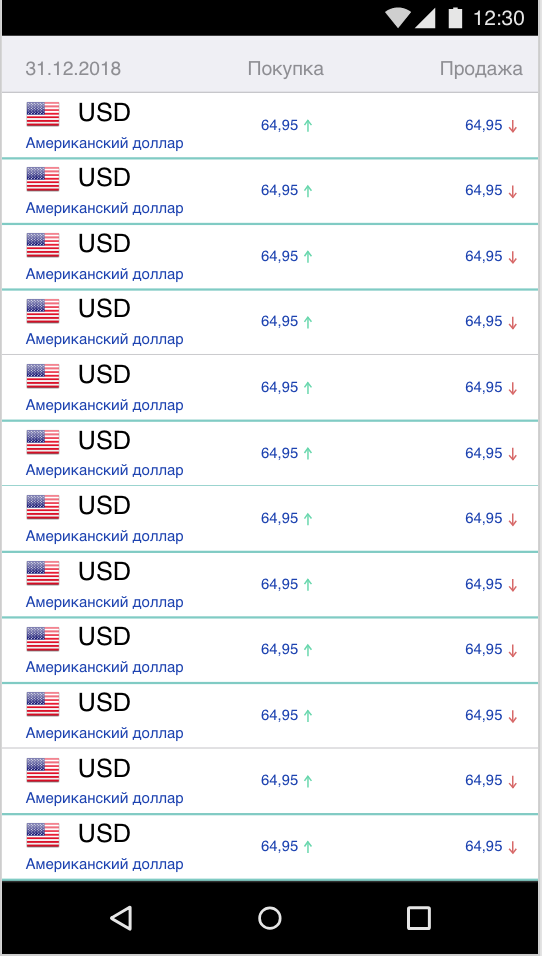 12:30
31.12.2018 Покупка Продажа
USD
64,95 ↑ 64,95 ↓
Американский доллар
USD
64,95 ↑ 64,95 ↓
Американский доллар
USD
64,95 ↑ 64,95 ↓
Американский доллар
USD
64,95 ↑ 64,95 ↓
Американский доллар
USD
64,95 ↑ 64,95 ↓
Американский доллар
USD
64,95 ↑ 64,95 ↓
Американский доллар
USD
64,95 ↑ 64,95 ↓
Американский доллар
USD
64,95 ↑ 64,95 ↓
Американский доллар
USD
64,95 ↑ 64,95 ↓
Американский доллар
USD
64,95 ↑ 64,95 ↓
Американский доллар
USD
64,95 ↑ 64,95 ↓
Американский доллар
USD
64,95 ↑ 64,95 ↓
Американский доллар